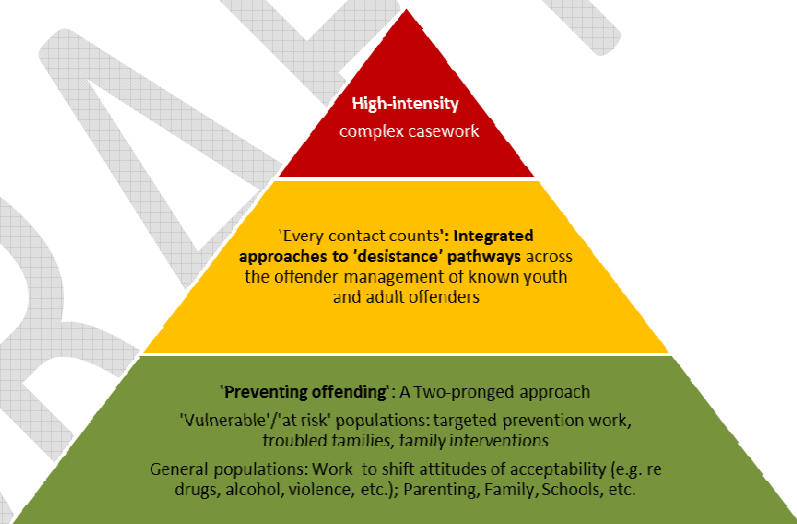 High-intensity
complex casework
'Every contact counts': Integrated
approaches to 'desistance' pathways across
the offender management of known youth
and adult offenders
'Preventing offending': A Two-pronged approach
'Vulnerable'/'at risk' populations: targeted prevention work,
troubled families, family interventions
General populations: Work to shift attitudes of acceptability (e.g. re
drugs, alcohol, violence, etc.); Parenting, Family, Schools, etc.